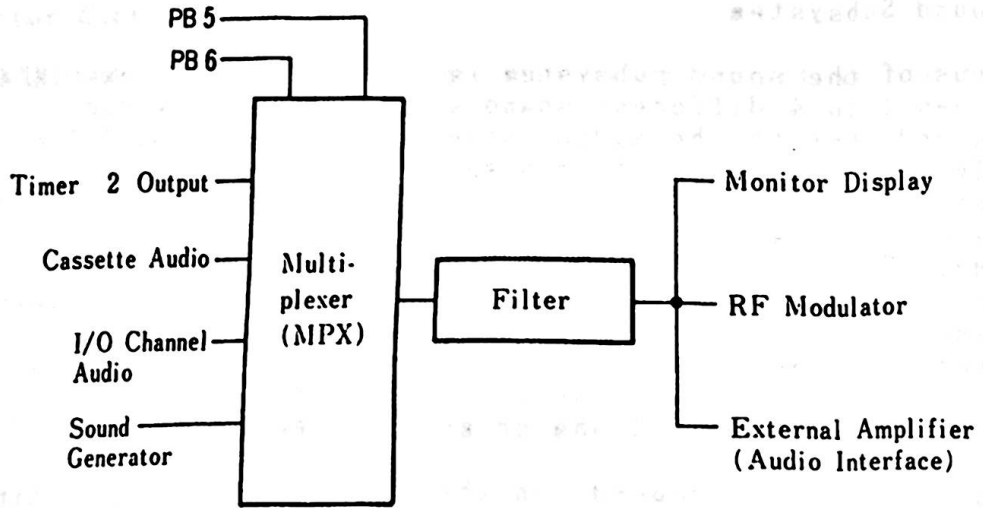 PB 5
PB 6
Timer 2 Output
Cassette Audio
I/O Channel
Audio
Sound
Generator
Multi-
plexer
(MPX)
Filter
Monitor Display
RF Modulator
External Amplifier
(Audio Interface)